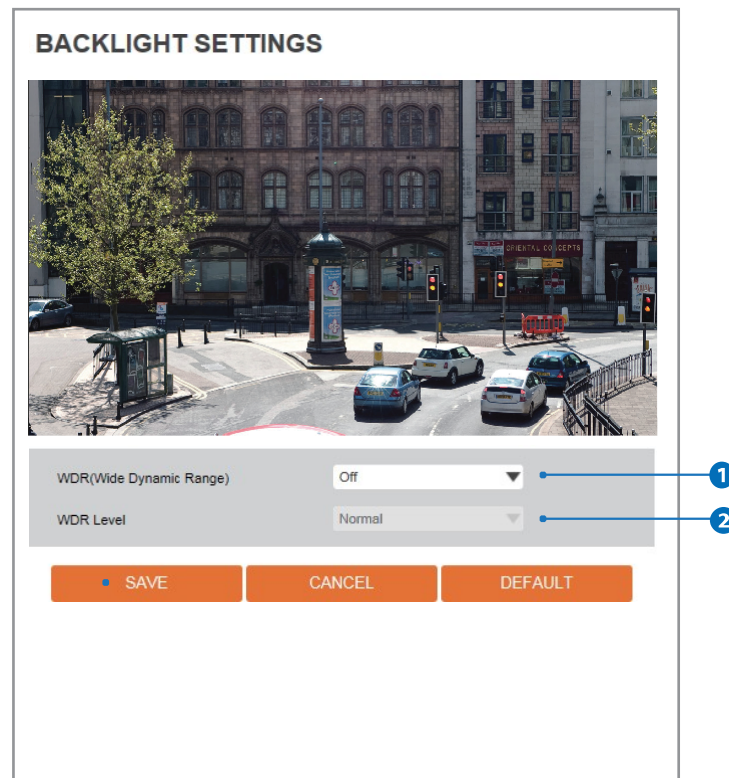 BACKLIGHT SETTINGS
ORIENTAL CONCEPTS
WDR(Wide Dynamic Range) Off 1
WDR Level Normal 2
SAVE CANCEL DEFAULT